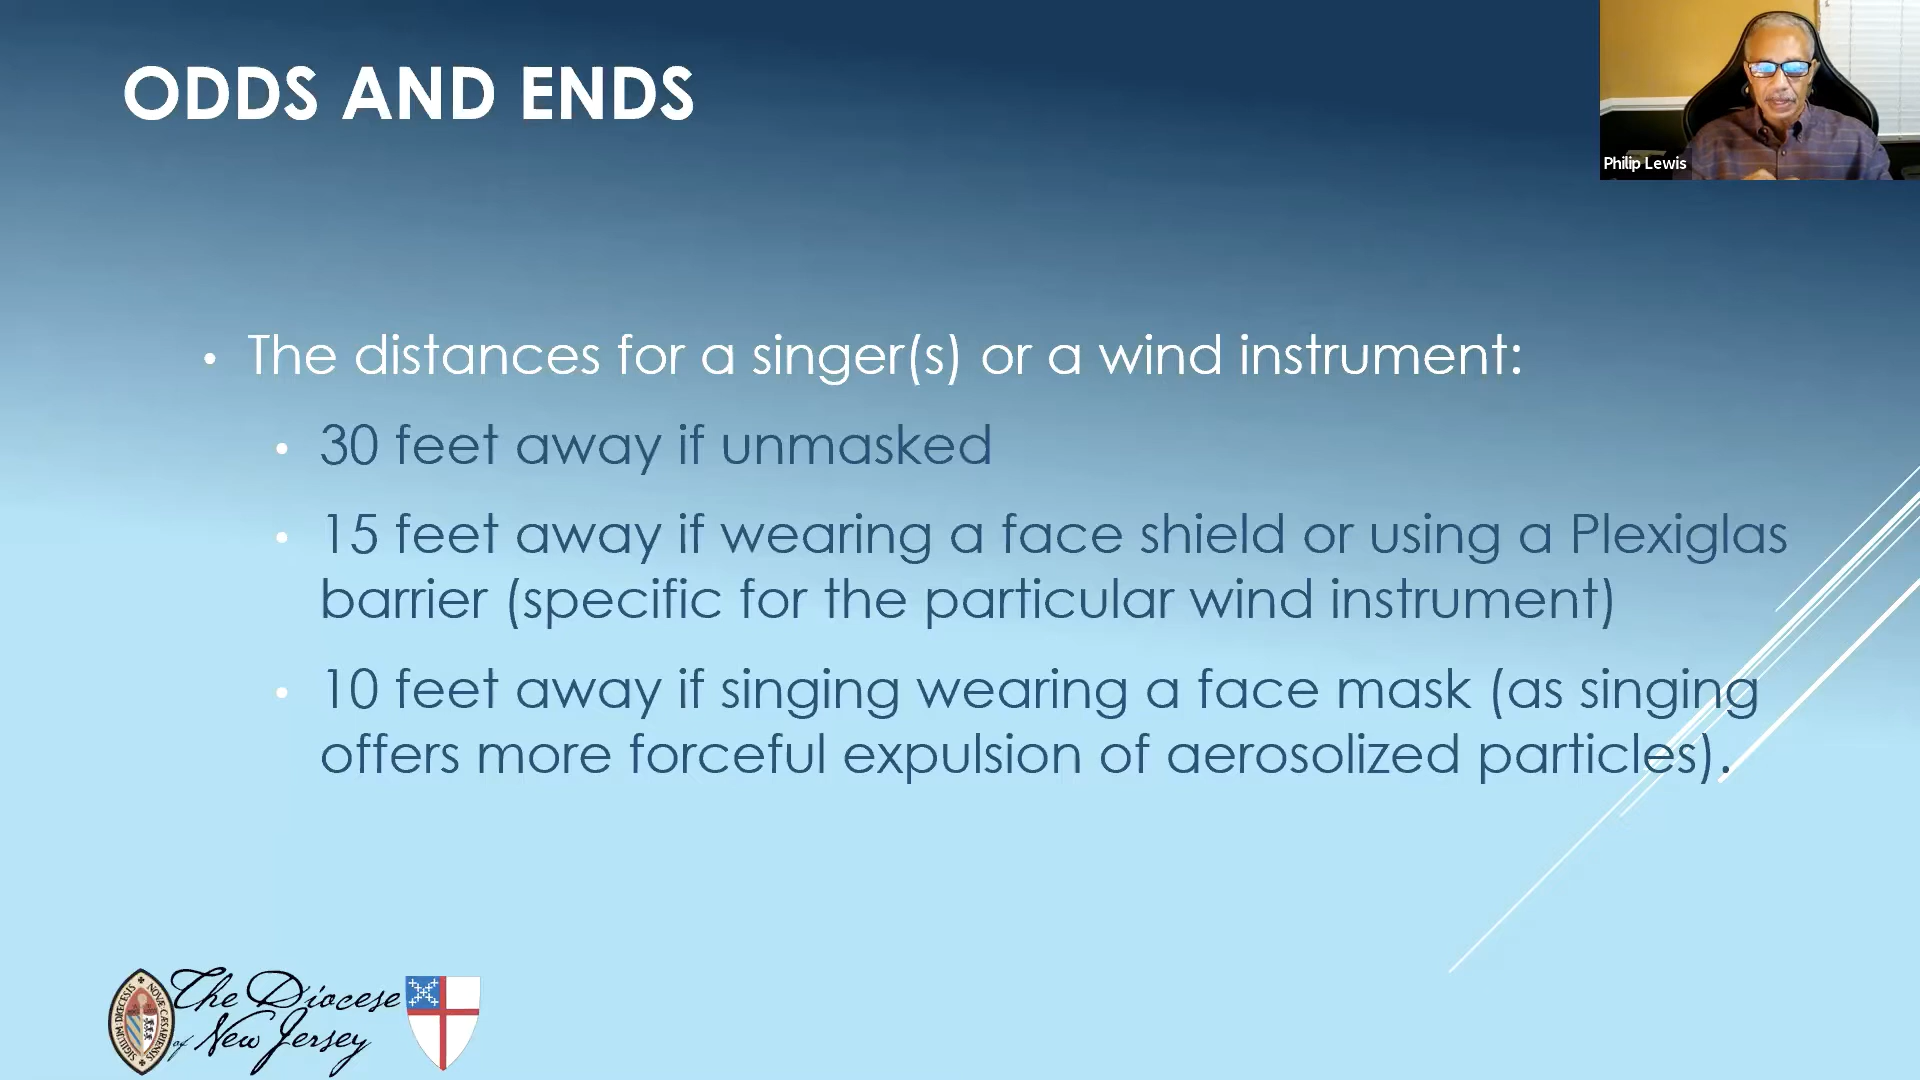 ODDS AND ENDS
Philip Lewis
• The distances for a singer(s) or a wind instrument:
• 30 feet away if unmasked
• 15 feet away if wearing a face shield or using a Plexiglas
barrier (specific for the particular wind instrument)
• 10 feet away if singing wearing a face mask (as singing
offers more forceful expulsion of aerosolized particles).
The Diocese
of New Jersey